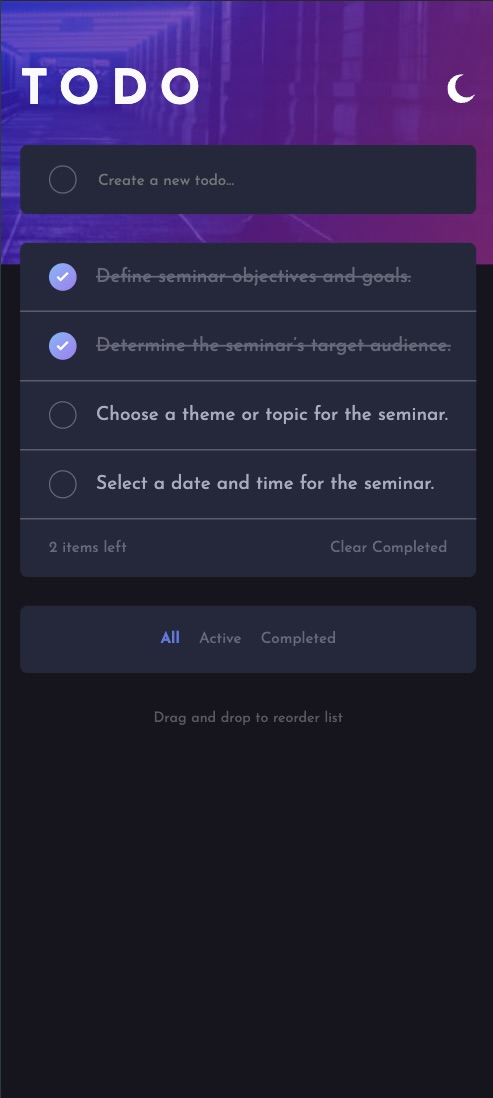 TODO
Create a new todo...
Define seminar objectives and goals.
Determine the seminar's target audience.
Choose a theme or topic for the seminar.
Select a date and time for the seminar.
2 items left Clear Completed
All Active Completed
Drag and drop to reorder list